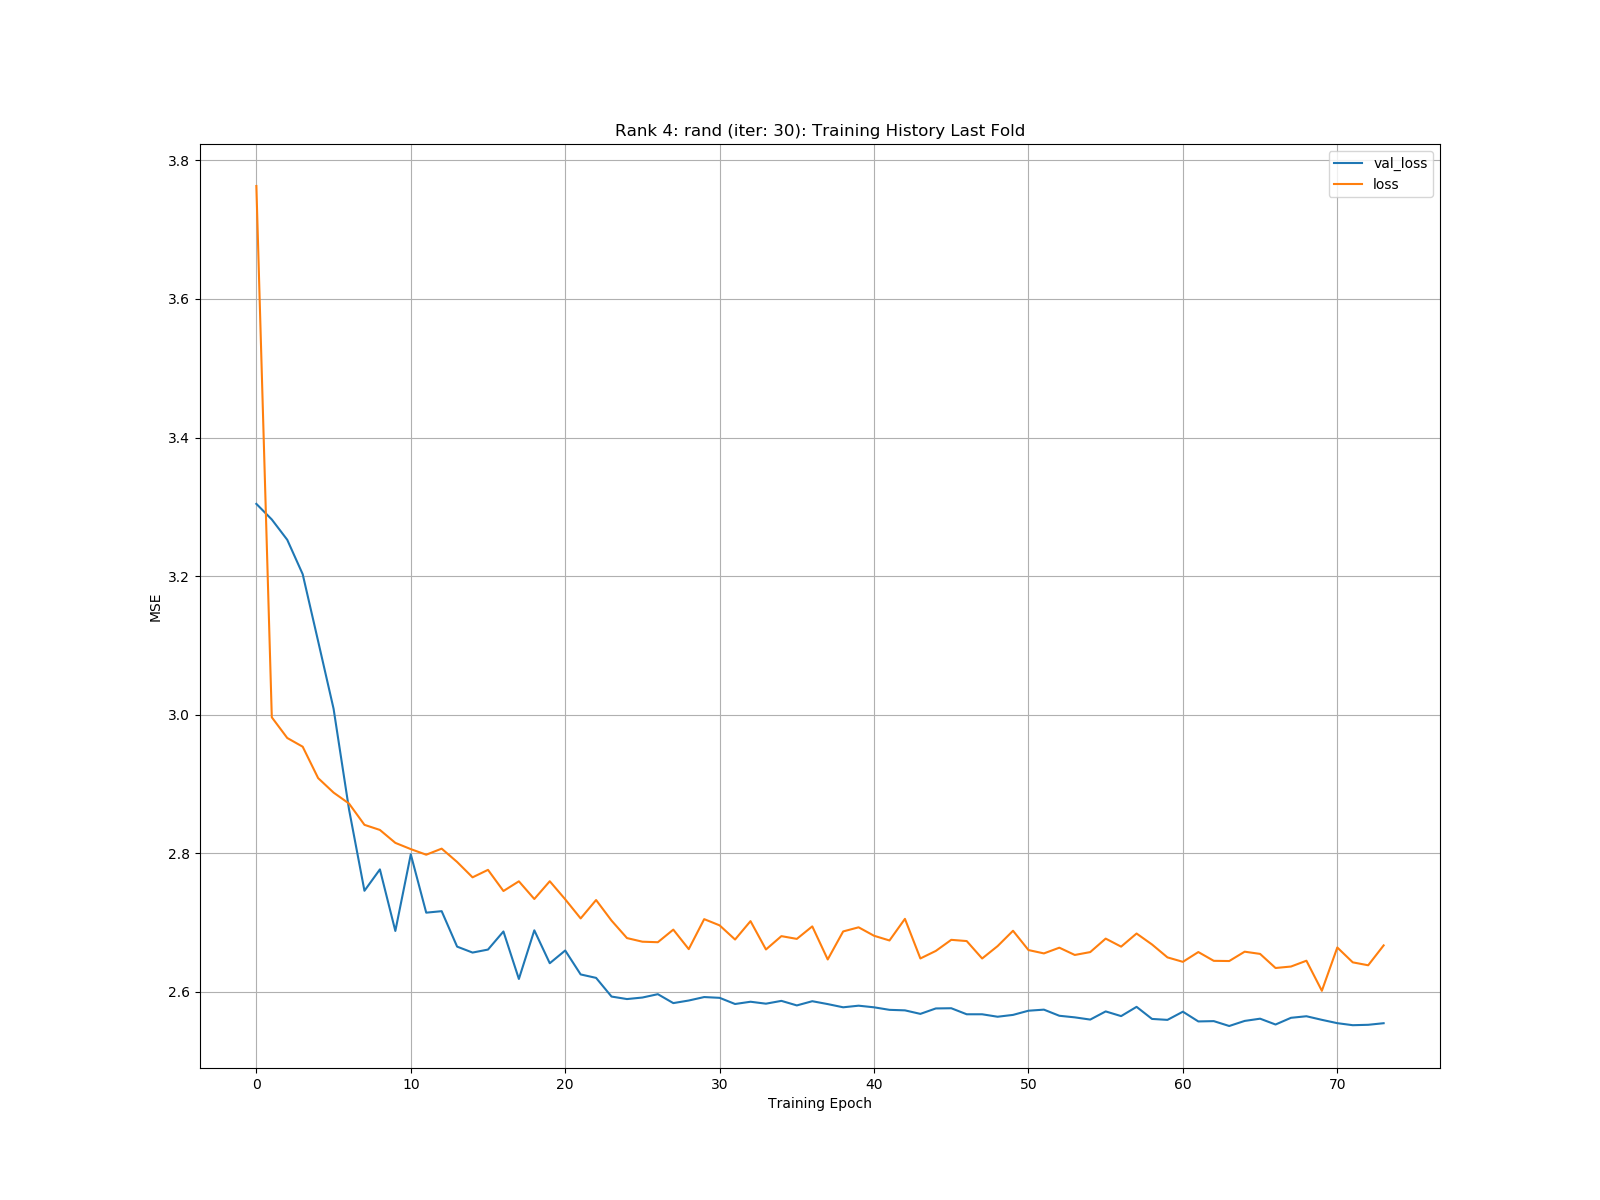 Rank 4: rand (iter: 30): Training History Last Fold
val_loss
loss
3.8
3.6
3.4
3.2
3.0
2.8
2.6
MSE
0 10 20 30 40 50 60 70
Training Epoch